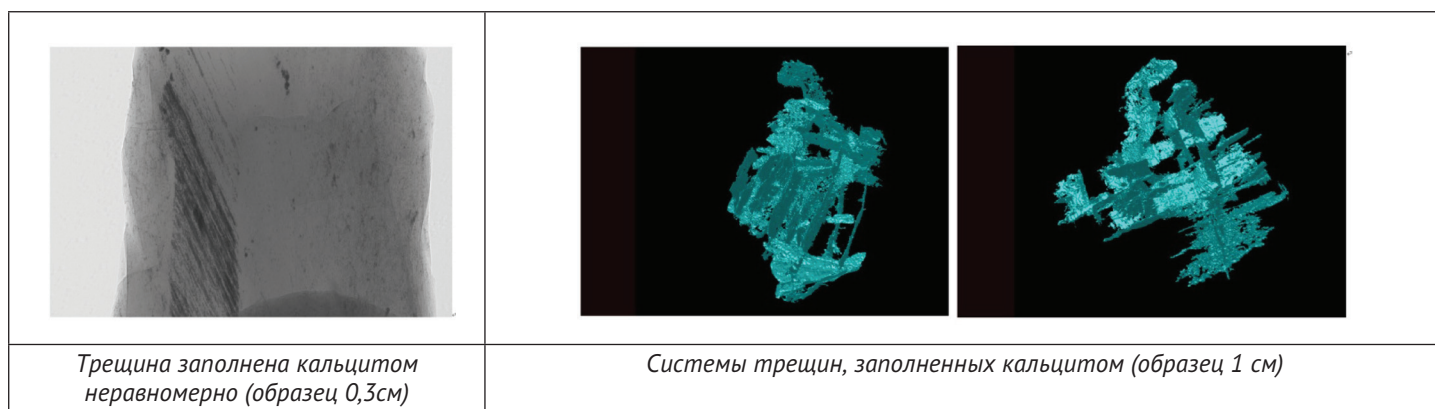 Трещина заполнена кальцитом
неравномерно (образец 0,3см)
Системы трещин, заполненных кальцитом (образец 1 см)